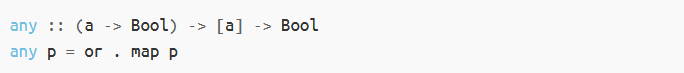 any :: (a -> Bool) -> [a] -> Bool
any p = or . map p